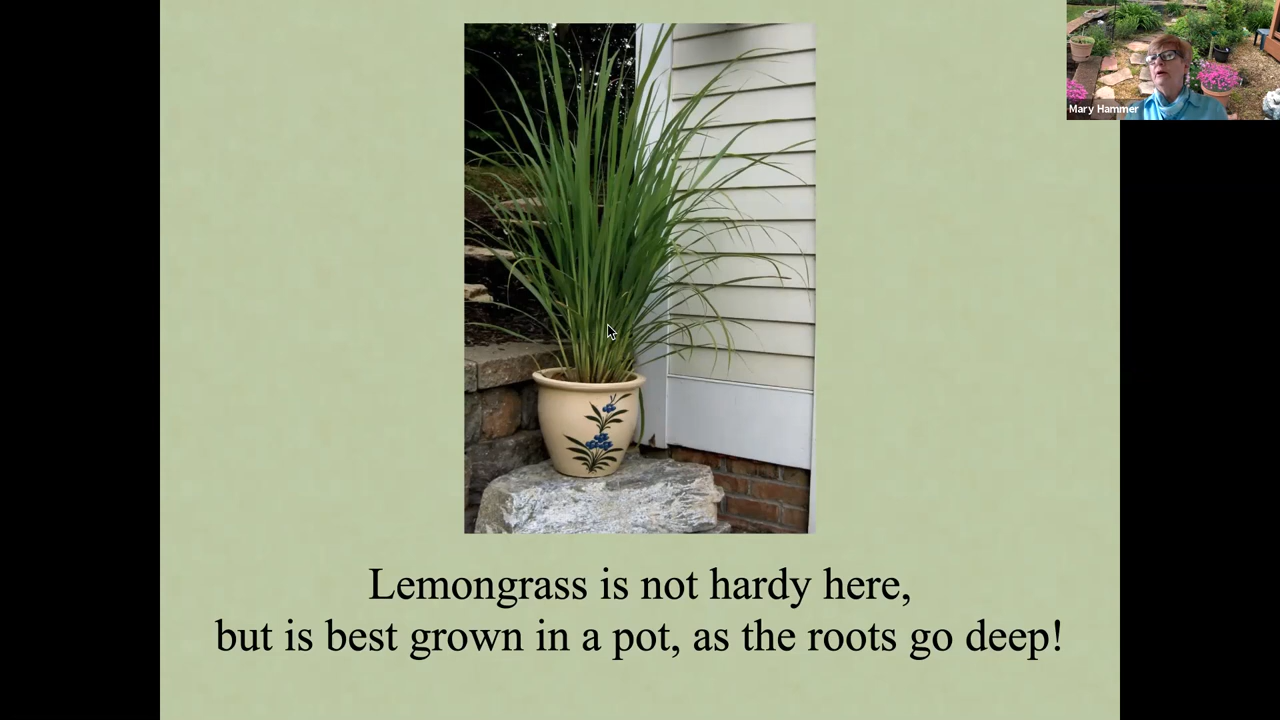 Mary Hammer
Lemongrass is not hardy here,
but is best grown in a pot, as the roots go deep!